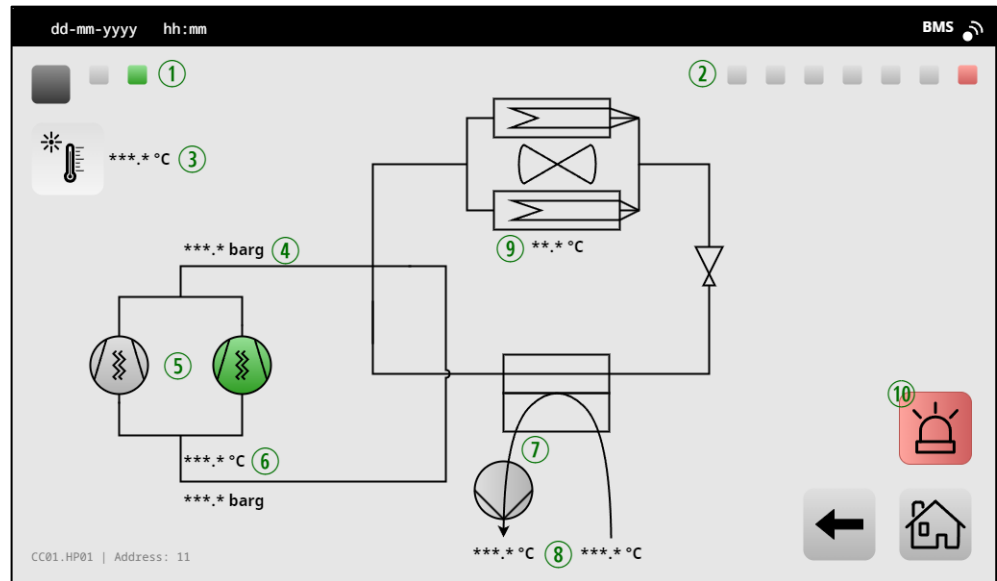 dd-mm-yyyy hh:mm BMS
① ②
***.* °C ③
***.* barg ④ ⑨ **.* °C
⑤
⑩
***.* °C ⑥ ⑦
***.* barg
***.* °C ⑧ ***.* °C
CC01.HP01 | Address: 11